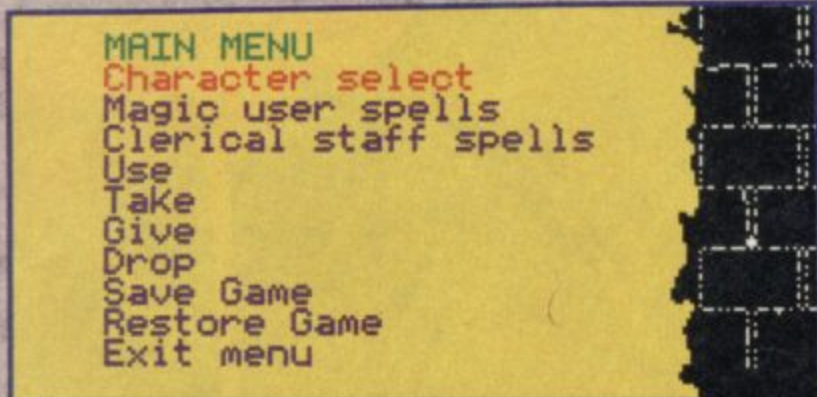 MAIN MENU
Character select
Magic user spells
Clerical staff spells
Use
Take
Give
Drop
Save Game
Restore Game
Exit menu